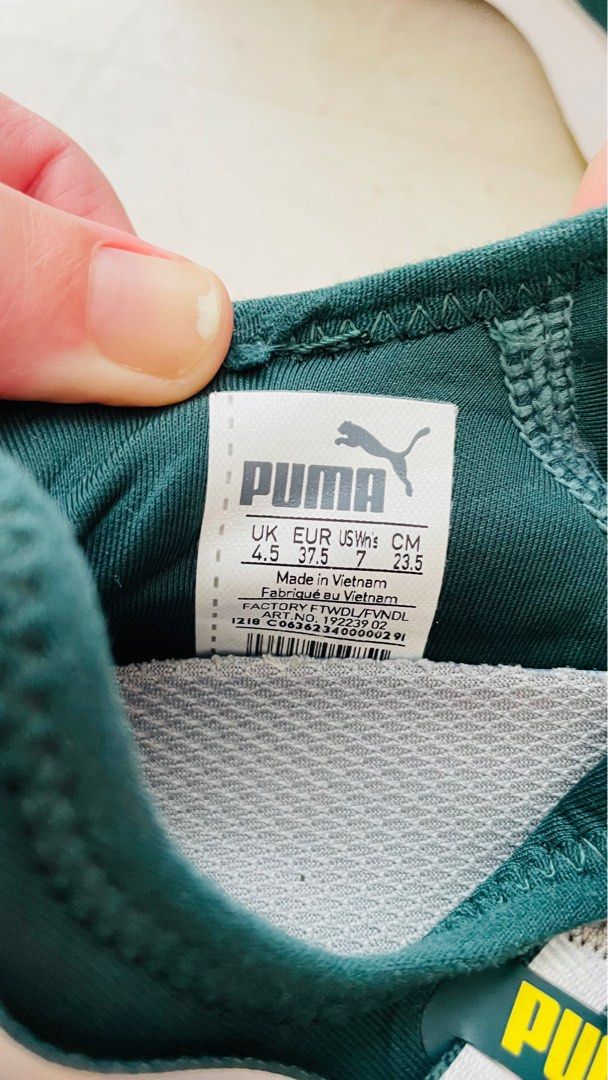 PUMA
UK EUR US Wn's CM
4.5 37.5 7 23.5
Made in Vietnam
Fabriqué au Vietnam
FACTORY FTWDL/FVNDL
ART.NO. 192239 02
1218 C063623400000291
PU